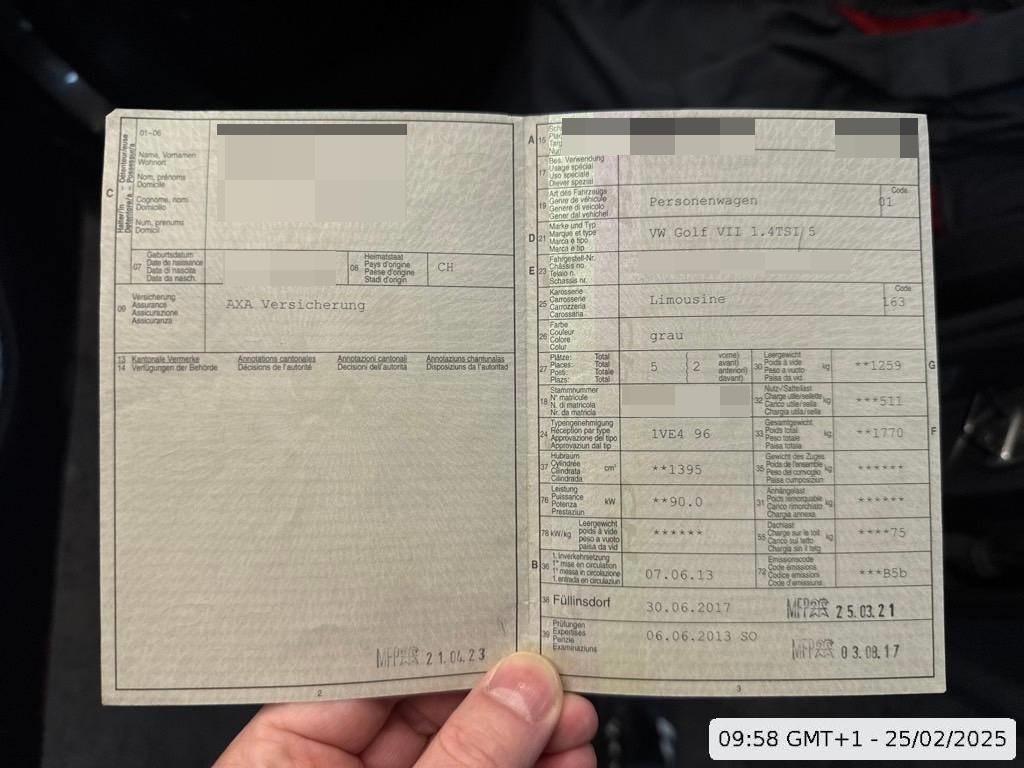 C
Halter/in - Détenteur/euse
Detentore/a - Possessur/a
01-06
Name, Vornamen
Wohnort
Nom, prénoms
Domicile
Cognome, nomi
Domicilio
Num, prenums
Domicil
07
Geburtsdatum
Date de naissance
Data di nascita
Data da nasch.
08
Heimatstaat
Pays d'origine
Paese d'origine
Stadi d'origin
CH
09
Versicherung
Assurance
Assicurazione
Assicuranza
AXA Versicherung
13
14
Kantonale Vermerke
Verfügungen der Behörde
Annotations cantonales
Décisions de l'autorité
Annotazioni cantonali
Decisioni dell'autorità
Annotaziuns chantunalas
Disposiziuns da l'autoritad
MFP 21.04.23
2
A
15
17
Bes. Verwendung
Usage spécial
Uso speciale
Diever spezial
19
Art des Fahrzeugs
Genre de véhicule
Genere di veicolo
Gener dal vehichel
Personenwagen
Code
01
D
21
Marke und Typ
Marque et type
Marca e tipo
Marca e tip
VW Golf VII 1.4TSI/5
E
23
Fahrgestell-Nr.
Châssis no.
Telaio n.
Schassis nr.
25
Karosserie
Carrosserie
Carrozzeria
Carossaria
Limousine
Code
163
26
Farbe
Couleur
Colore
Colur
grau
27
Plätze: Total
Places: Total
Posti: Totale
Plazs: Total
5
2
vorne)
avant)
anteriori)
davant)
30
Leergewicht
Poids à vide
Peso a vuoto
Paisa da vid
kg
**1259
G
18
Stammnummer
N° matricule
N. di matricola
Nr. da matricla
32
Nutz-/Sattellast
Charge utile/sellette
Carico utile/sella
Chargia utila/sella
kg
***511
24
Typengenehmigung
Réception par type
Approvazione del tipo
Approvaziun dal tip
1VE4 96
33
Gesamtgewicht
Poids total
Peso totale
Paisa totala
kg
**1770
F
37
Hubraum
Cylindrée
Cilindrata
Cilindrada
cm³
**1395
35
Gewicht des Zuges
Poids de l'ensemble
Peso del convoglio
Paisa cumposiziun
kg
******
76
Leistung
Puissance
Potenza
Prestaziun
kW
**90.0
31
Anhängelast
Poids remorquable
Carico rimorchiato
Chargia annexa
kg
******
78 kW/kg
Leergewicht
poids à vide
peso a vuoto
paisa da vid
******
55
Dachlast
Charge sur le toit
Carico sul tetto
Chargia sin il tetg
kg
****75
B
36
1. Inverkehrsetzung
1re mise en circulation
1a messa in circolazione
1. entrada en circulaziun
07.06.13
72
Emissionscode
Code émissions
Codice emissioni
Code d'emissiuns
***B5b
38
Füllinsdorf
30.06.2017
MFP 25.03.21
39
Prüfungen
Expertises
Perizie
Examinaziuns
06.06.2013 SO
MFP 03.08.17
3
09:58 GMT+1 - 25/02/2025